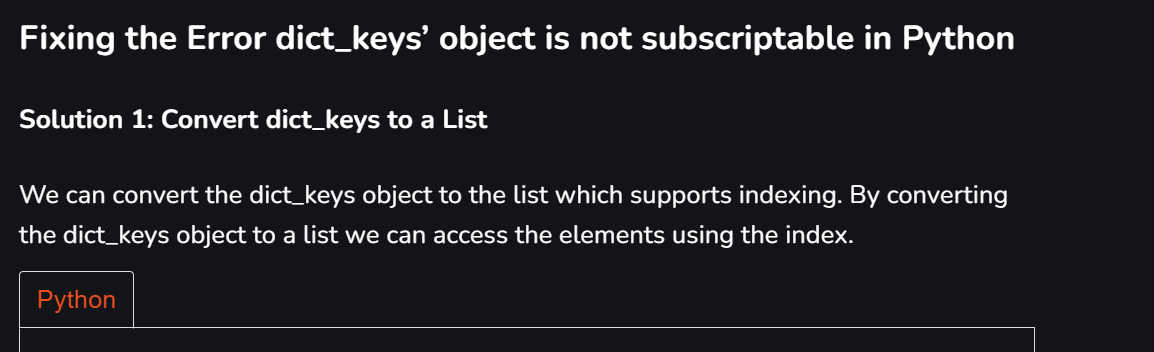 Fixing the Error dict_keys’ object is not subscriptable in Python
Solution 1: Convert dict_keys to a List
We can convert the dict_keys object to the list which supports indexing. By converting
the dict_keys object to a list we can access the elements using the index.
Python